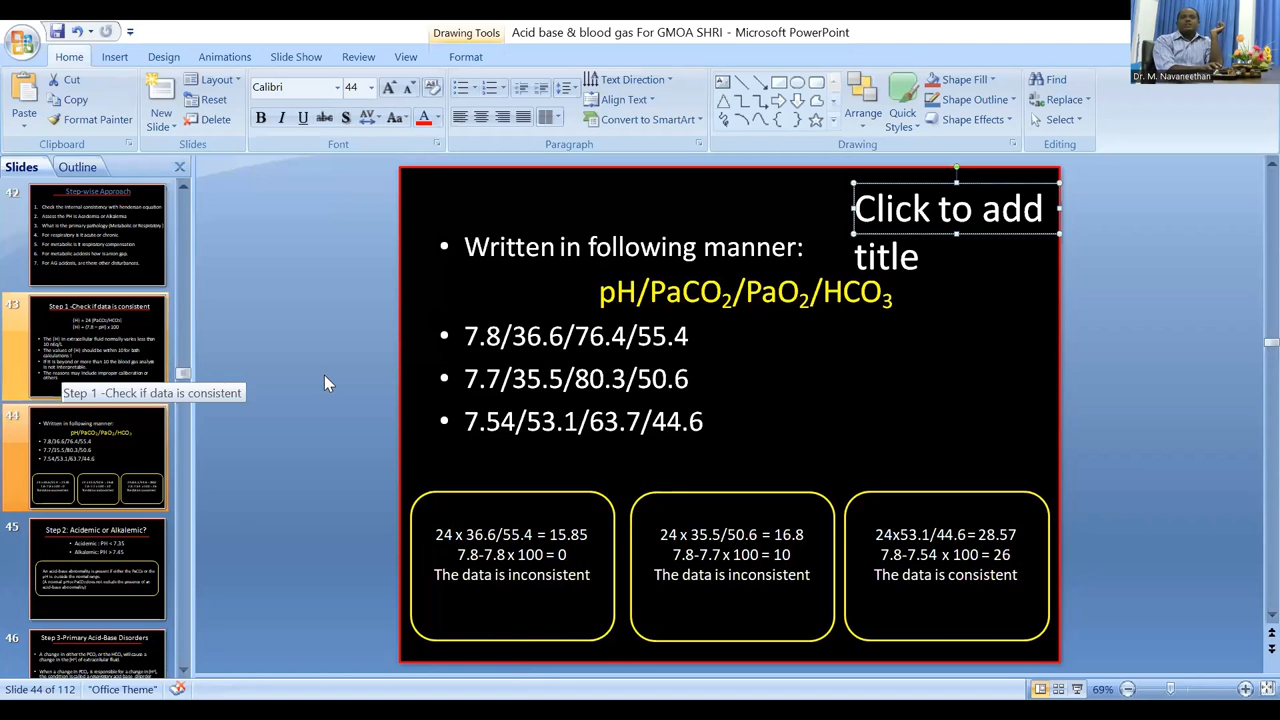 Drawing Tools
Acid base & blood gas For GMOA SHRI - Microsoft PowerPoint
Dr. M. Navaneethan
Home Insert Design Animations Slide Show Review View Format
Paste
Cut
Copy
Format Painter
Clipboard
New Slide
Layout
Reset
Delete
Slides
Calibri 44
B I U abc S AV Aa A
Font
Text Direction
Align Text
Convert to SmartArt
Paragraph
Arrange
Quick Styles
Shape Fill
Shape Outline
Shape Effects
Drawing
Find
Replace
Select
Editing
Slides Outline
42
Step-wise Approach
1. Check the internal consistency with henderson equation
2. Assess the PH is Acedemia or Alkalemia
3. What is the primary pathology (Metabolic or Respiratory)
4. For respiratory is it acute or chronic
5. For metabolic is it respiratory compensation
6. For metabolic acidosis how is anion gap.
7. For AG acidosis, are there other disturbances.
43
Step 1 -Check if data is consistent
(H) = 24 (PaCO₂/HCO₃)
(H) = (7.8 – pH) x 100
• The (H) in extracellular fluid normally varies less than 10 nEq/L
• The values of (H) should be within 10 for both calculations !
• If it is beyond or more than 10 the blood gas analysis is not interpretable.
• The reasons may include improper caliberation or others
Step 1 -Check if data is consistent
44
• Written in following manner:
pH/PaCO₂/PaO₂/HCO₃
• 7.8/36.6/76.4/55.4
• 7.7/35.5/80.3/50.6
• 7.54/53.1/63.7/44.6
45
Step 2: Acidemic or Alkalemic?
• Acidemic: PH < 7.35
• Alkalemic: PH > 7.45
An acid-base abnormality is present if either the PaCO₂ or the pH is outside the normal range.
(A normal pH or PaCO₂ does not exclude the presence of an acid-base abnormality)
46
Step 3-Primary Acid-Base Disorders
• A change in either the PCO₂ or the HCO₃ will cause a change in the [H⁺] of extracellular fluid.
• When a change in PCO₂ is responsible for a change in [H⁺], the condition is called a respiratory acid-base disorder
Click to add title
• Written in following manner:
pH/PaCO₂/PaO₂/HCO₃
• 7.8/36.6/76.4/55.4
• 7.7/35.5/80.3/50.6
• 7.54/53.1/63.7/44.6
24 x 36.6/55.4 = 15.85
7.8-7.8 x 100 = 0
The data is inconsistent
24 x 35.5/50.6 = 16.8
7.8-7.7 x 100 = 10
The data is inconsistent
24x53.1/44.6= 28.57
7.8-7.54 x 100 = 26
The data is consistent
Slide 44 of 112
"Office Theme"
69%